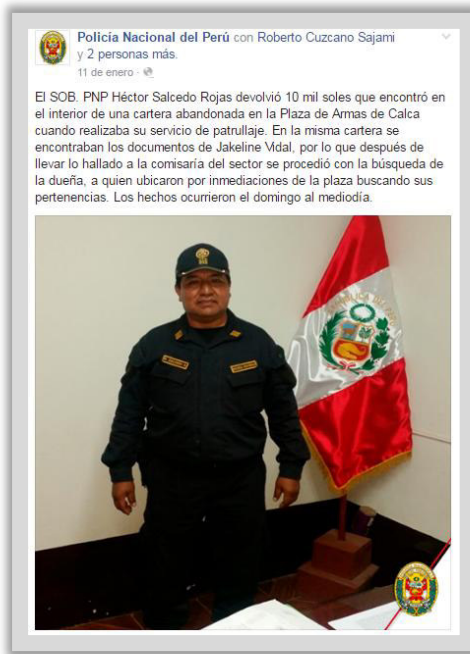 Policía Nacional del Perú con Roberto Cuzcano Sajami
y 2 personas más.
11 de enero ·
El SOB. PNP Héctor Salcedo Rojas devolvió 10 mil soles que encontró en
el interior de una cartera abandonada en la Plaza de Armas de Calca
cuando realizaba su servicio de patrullaje. En la misma cartera se
encontraban los documentos de Jakeline Vidal, por lo que después de
llevar lo hallado a la comisaría del sector se procedió con la búsqueda de
la dueña, a quien ubicaron por inmediaciones de la plaza buscando sus
pertenencias. Los hechos ocurrieron el domingo al mediodía.